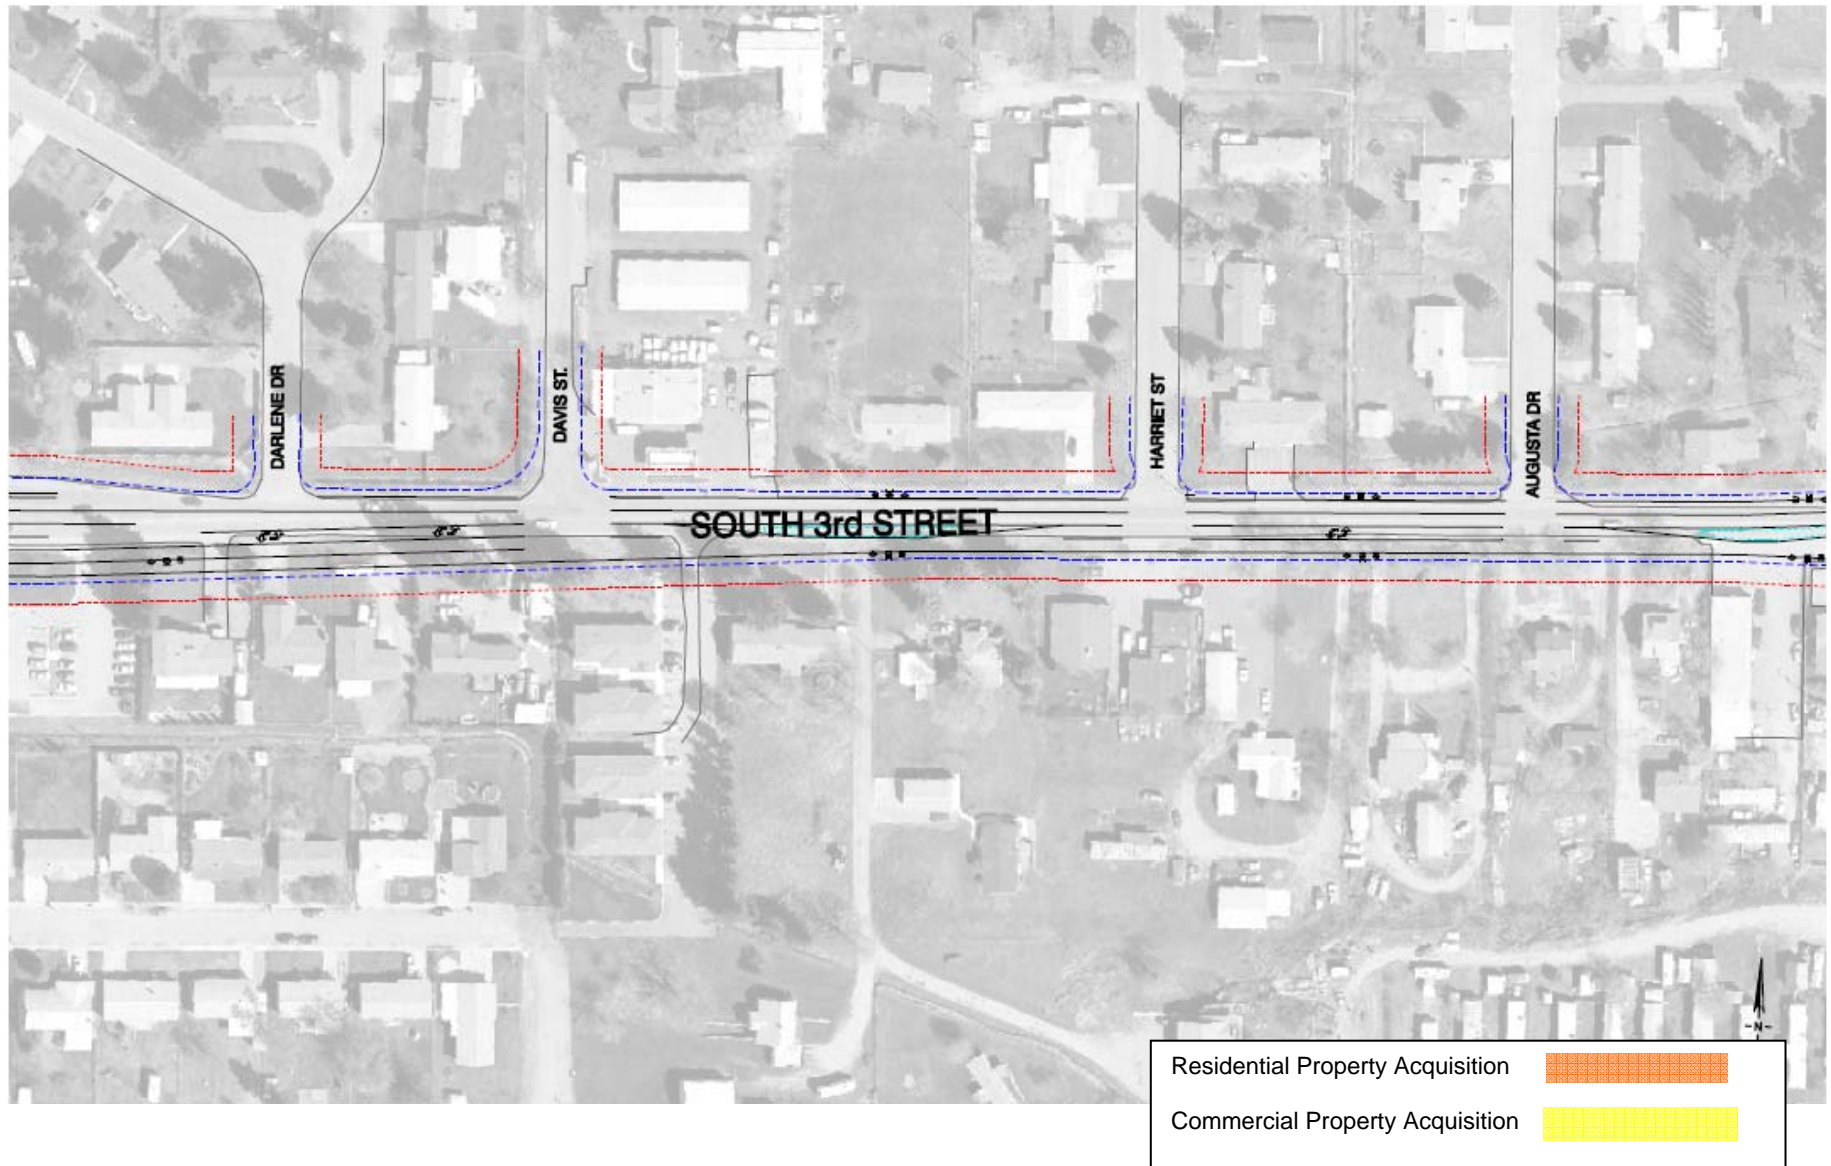 DARLENE DR
DAVIS ST.
HARRIET ST
AUGUSTA DR
SOUTH 3rd STREET
-N-
Residential Property Acquisition
Commercial Property Acquisition